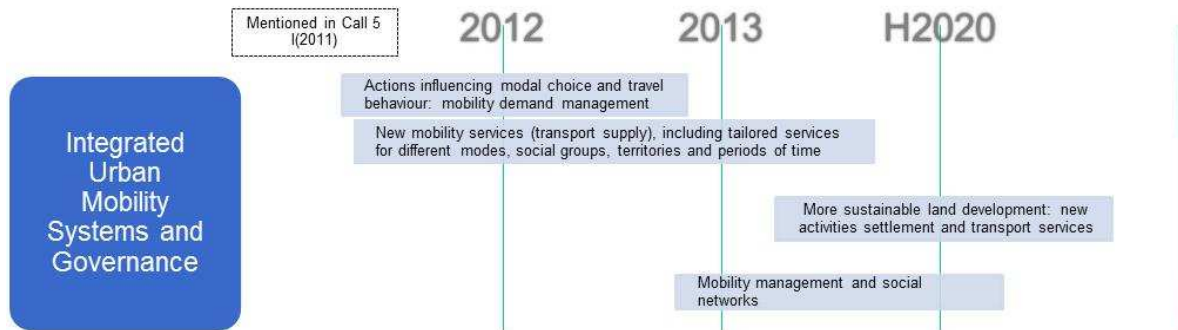 Mentioned in Call 5
I(2011)
2012
2013
H2020
Integrated
Urban
Mobility
Systems and
Governance
Actions influencing modal choice and travel
behaviour: mobility demand management
New mobility services (transport supply), including tailored services
for different modes, social groups, territories and periods of time
More sustainable land development: new
activities settlement and transport services
Mobility management and social
networks